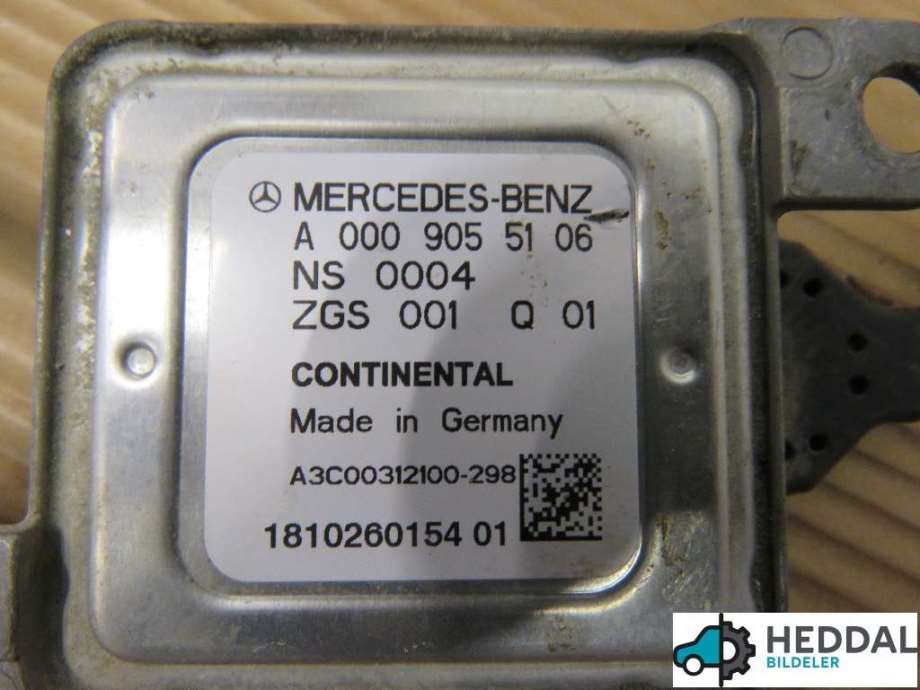 MERCEDES-BENZ
A 000 905 51 06
NS 0004
ZGS 001 Q 01
CONTINENTAL
Made in Germany
A3C00312100-298
1810260154 01
HEDDAL
BILDELER